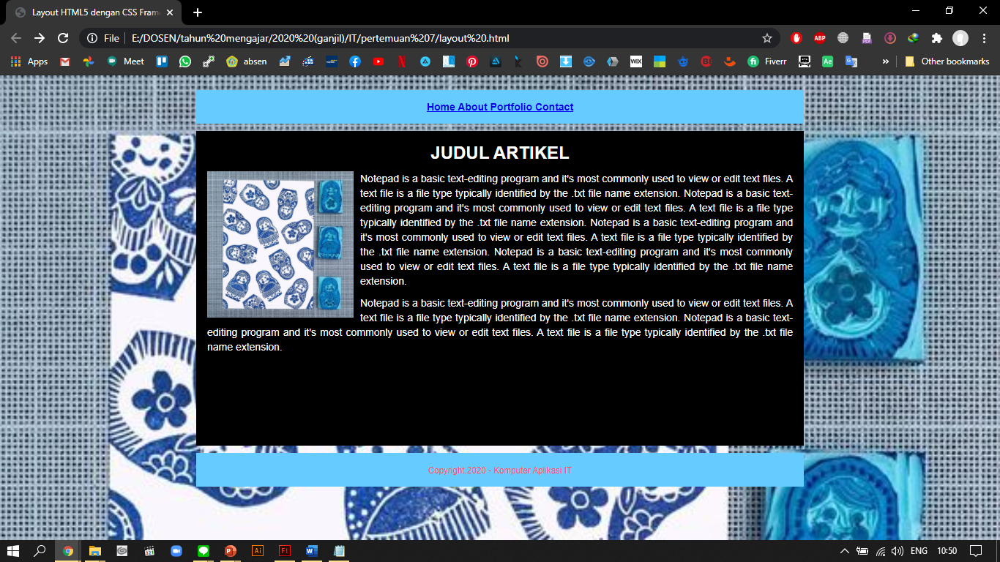 Layout HTML5 dengan CSS Fram
File E:/DOSEN/tahun%20mengajar/2020%20(ganjil)/IT/pertemuan%207/layout%20.html
ABP
PDF
Apps Meet absen WIX Fiverr Ae Other bookmarks
Home About Portfolio Contact
JUDUL ARTIKEL
Notepad is a basic text-editing program and it's most commonly used to view or edit text files. A
text file is a file type typically identified by the .txt file name extension. Notepad is a basic text-
editing program and it's most commonly used to view or edit text files. A text file is a file type
typically identified by the .txt file name extension. Notepad is a basic text-editing program and
it's most commonly used to view or edit text files. A text file is a file type typically identified by
the .txt file name extension. Notepad is a basic text-editing program and it's most commonly
used to view or edit text files. A text file is a file type typically identified by the .txt file name
extension.
Notepad is a basic text-editing program and it's most commonly used to view or edit text files. A
text file is a file type typically identified by the .txt file name extension. Notepad is a basic text-
editing program and it's most commonly used to view or edit text files. A text file is a file type typically identified by the .txt file
name extension.
Copyright 2020 - Komputer Aplikasi IT
Ai Fl ENG 10:50